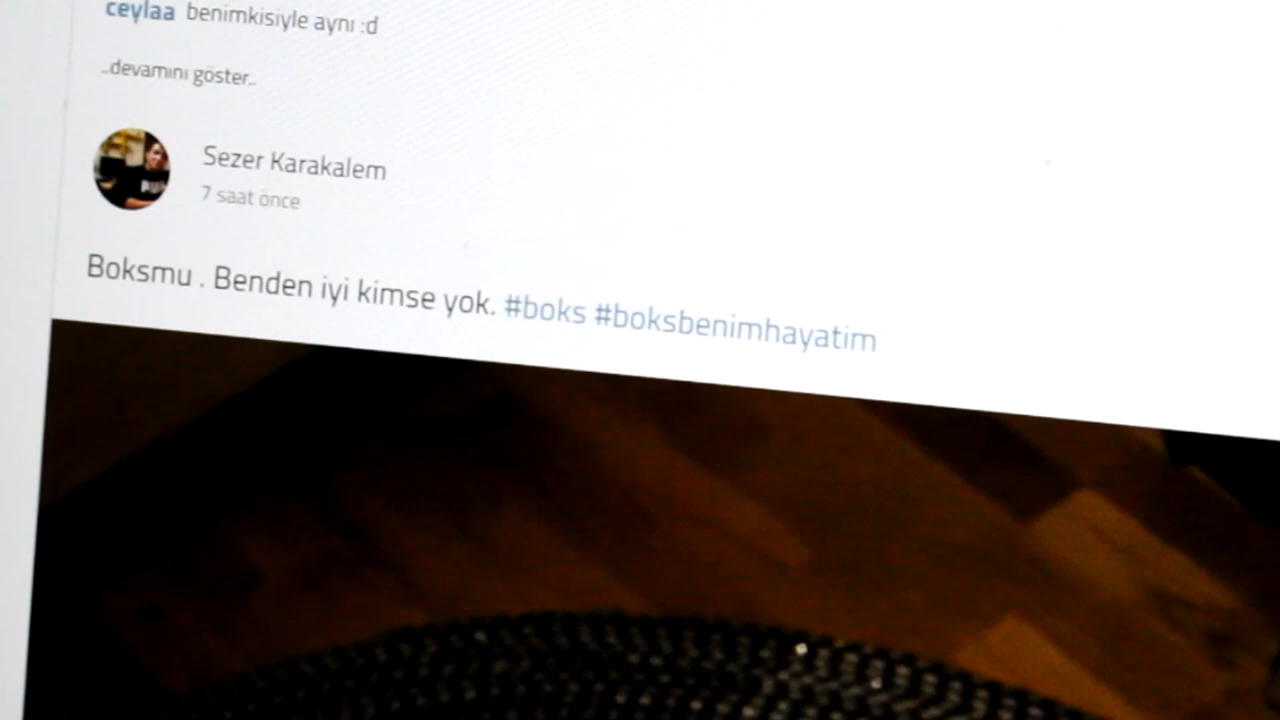 ceylaa benimkisiyle aynı :d
..devamını göster..
Sezer Karakalem
7 saat önce
Boksmu . Benden iyi kimse yok. #boks #boksbenimhayatim